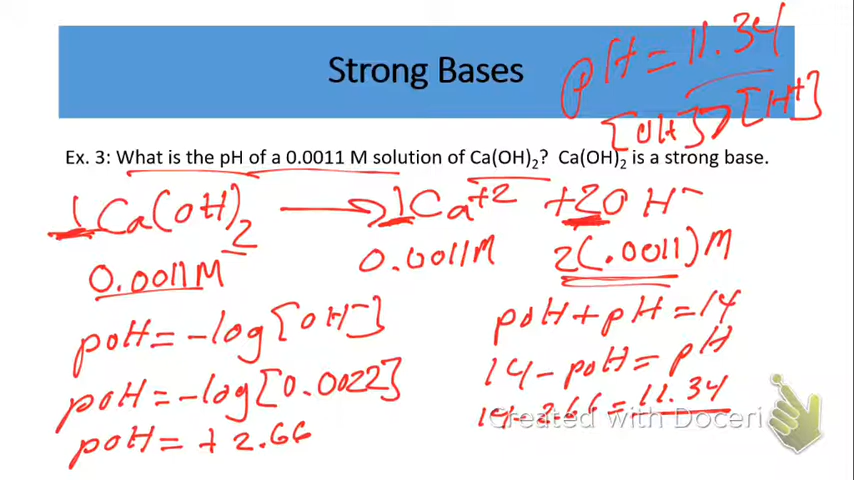 Strong Bases
pH = 11.34
[OH] > [H+]
Ex. 3: What is the pH of a 0.0011 M solution of Ca(OH)2? Ca(OH)2 is a strong base.
1Ca(OH)2 → 1Ca+2 + 2OH-
0.0011M 0.0011M 2(.0011)M
pOH = -log[OH-]
pOH = -log[0.0022]
pOH = +2.66
pOH + pH = 14
14 - pOH = pH
14 - 2.66 = 11.34
Created with Doceri